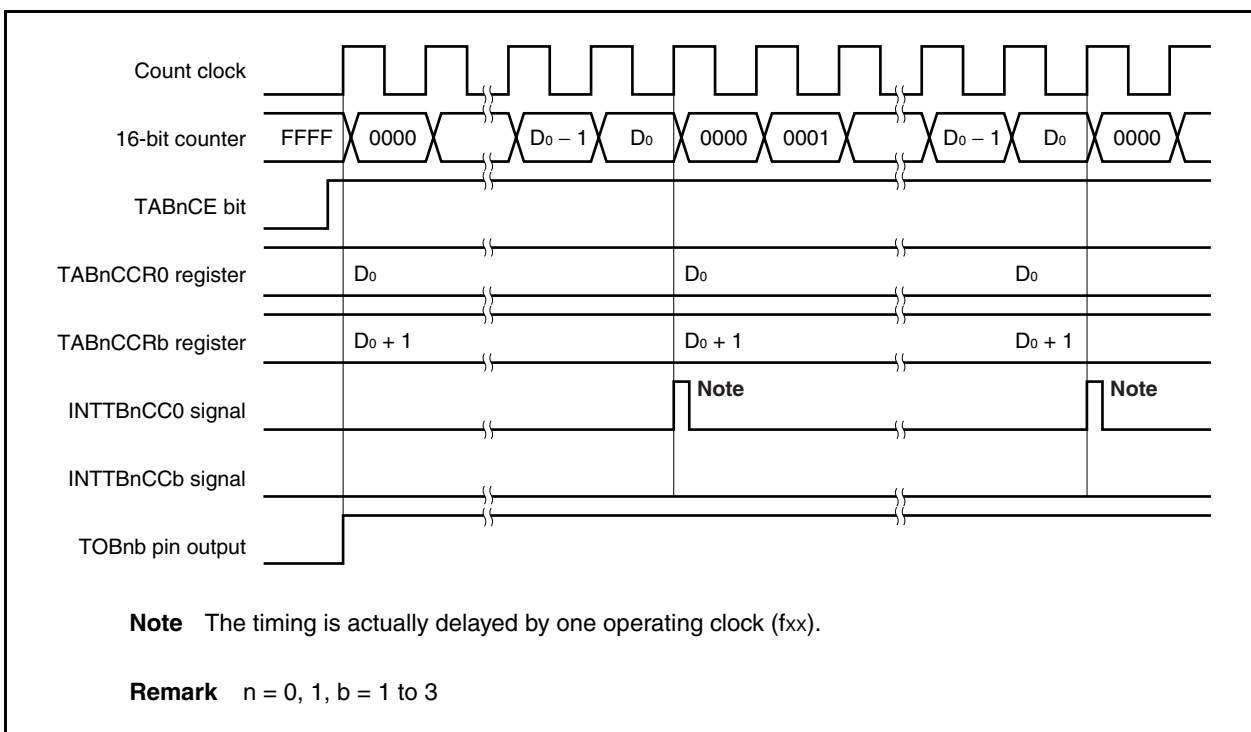 Count clock
16-bit counter FFFF 0000 D₀ − 1 D₀ 0000 0001 D₀ − 1 D₀ 0000
TABnCE bit
TABnCCR0 register D₀ D₀ D₀
TABnCCRb register D₀ + 1 D₀ + 1 D₀ + 1
INTTBnCC0 signal Note Note
INTTBnCCb signal
TOBnb pin output
Note The timing is actually delayed by one operating clock (fxx).
Remark n = 0, 1, b = 1 to 3